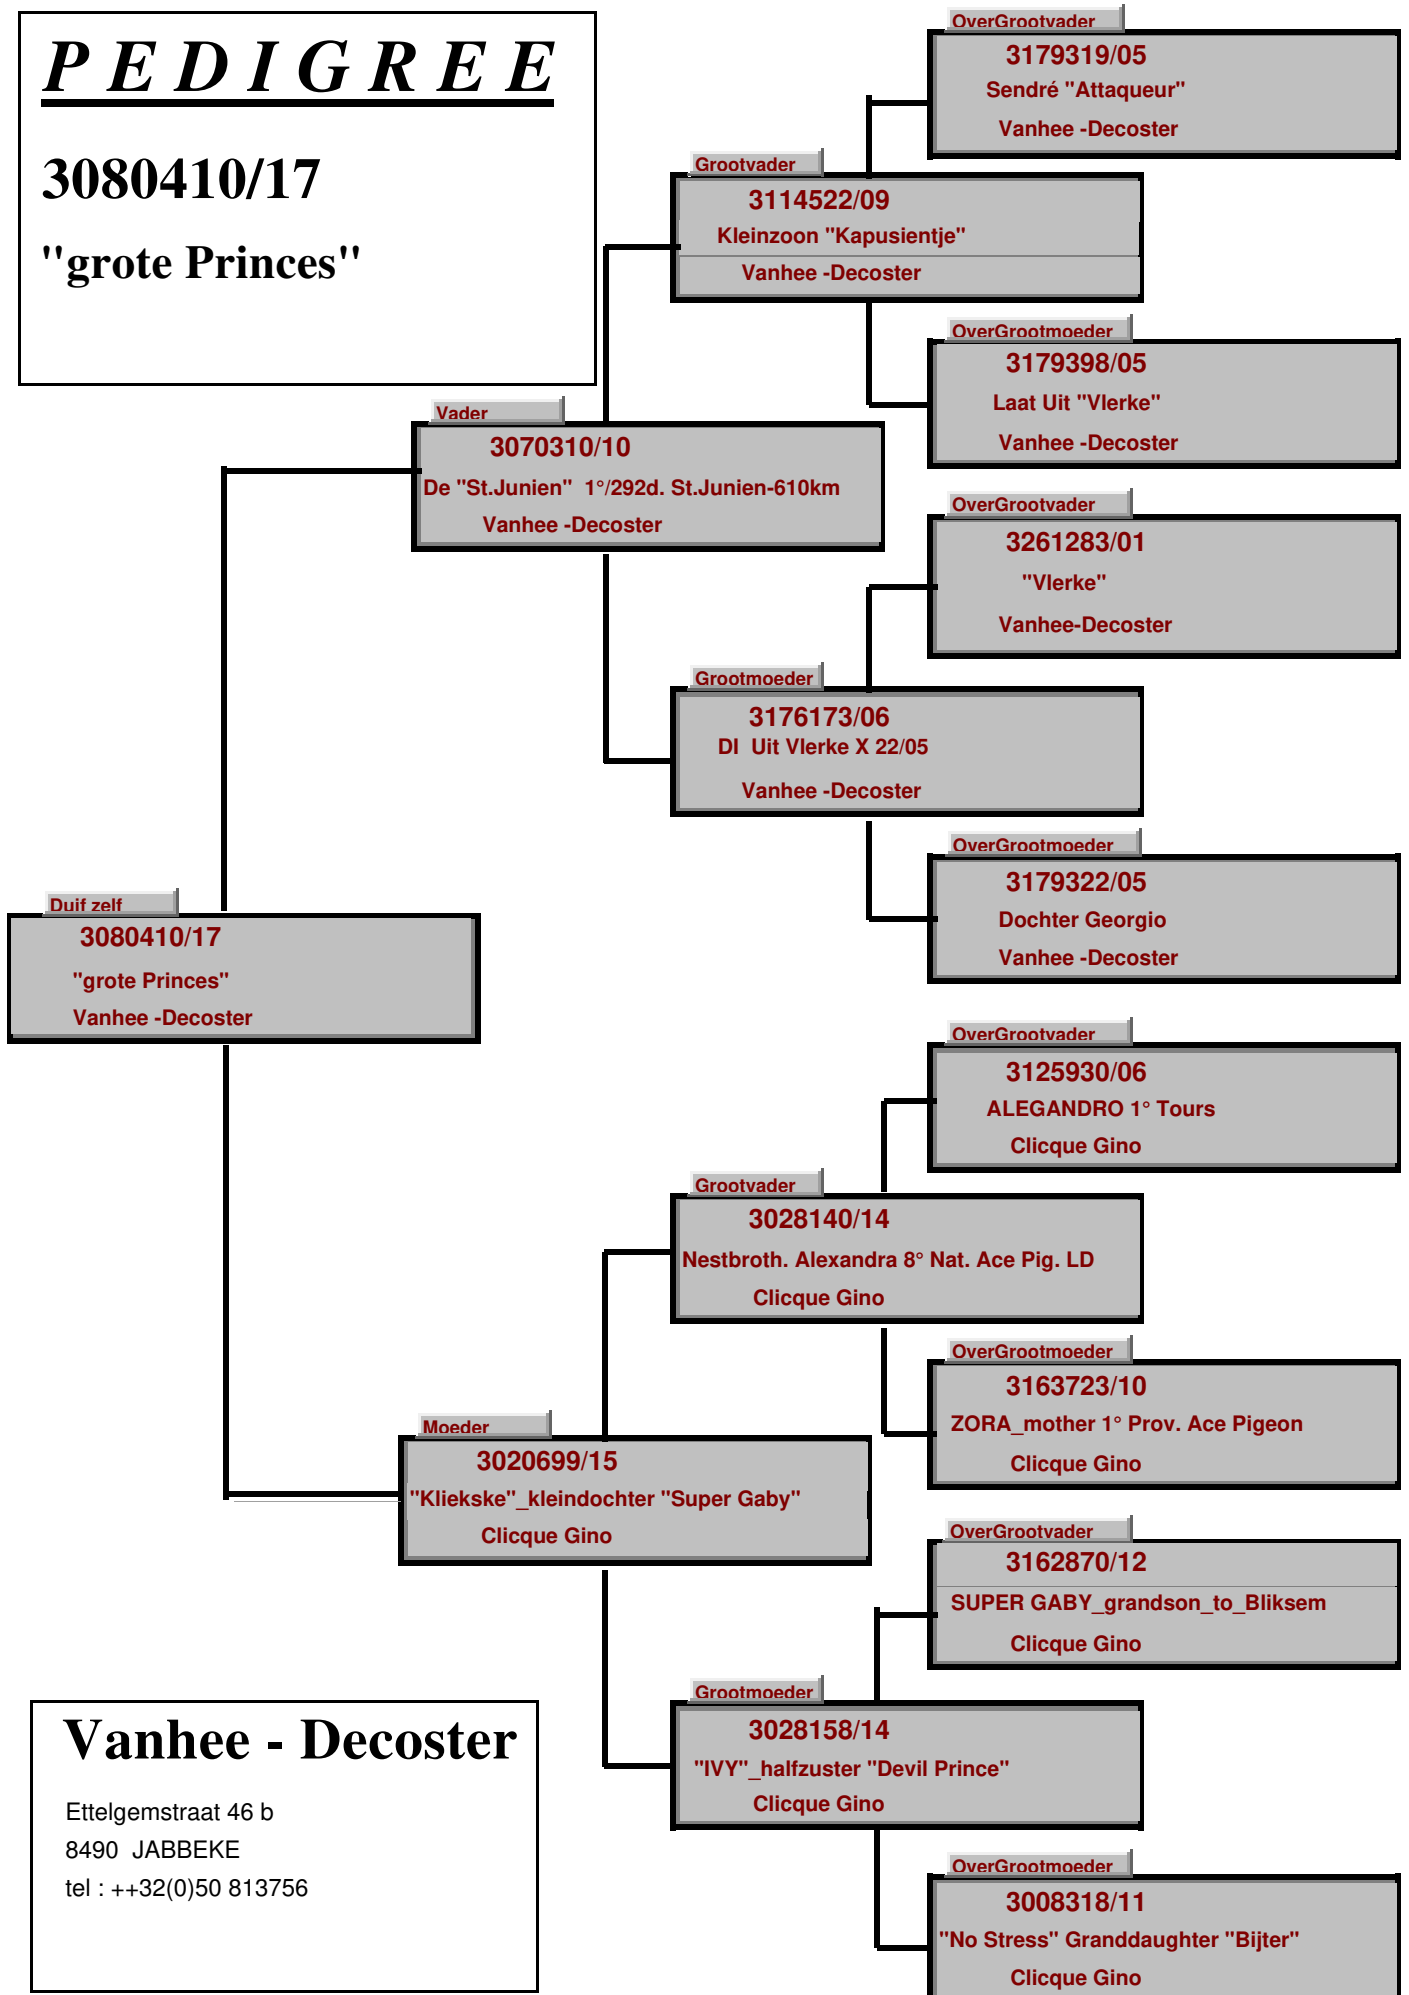 P E D I G R E E
3080410/17
"grote Princes"
OverGrootvader
3179319/05
Sendré "Attaqueur"
Vanhee -Decoster
Grootvader
3114522/09
Kleinzoon "Kapusientje"
Vanhee -Decoster
OverGrootmoeder
3179398/05
Laat Uit "Vlerke"
Vanhee -Decoster
Vader
3070310/10
De "St.Junien"  1°/292d. St.Junien-610km
Vanhee -Decoster
OverGrootvader
3261283/01
"Vlerke"
Vanhee-Decoster
Grootmoeder
3176173/06
DI  Uit Vlerke X 22/05
Vanhee -Decoster
OverGrootmoeder
3179322/05
Dochter Georgio
Vanhee -Decoster
Duif zelf
3080410/17
"grote Princes"
Vanhee -Decoster
OverGrootvader
3125930/06
ALEGANDRO 1° Tours
Clicque Gino
Grootvader
3028140/14
Nestbroth. Alexandra 8° Nat. Ace Pig. LD
Clicque Gino
OverGrootmoeder
3163723/10
ZORA_mother 1° Prov. Ace Pigeon
Clicque Gino
Moeder
3020699/15
"Kliekske"_kleindochter "Super Gaby"
Clicque Gino
OverGrootvader
3162870/12
SUPER GABY_grandson_to_Bliksem
Clicque Gino
Grootmoeder
3028158/14
"IVY"_halfzuster "Devil Prince"
Clicque Gino
OverGrootmoeder
3008318/11
"No Stress" Granddaughter "Bijter"
Clicque Gino
Vanhee - Decoster
Ettelgemstraat 46 b
8490  JABBEKE
tel : ++32(0)50 813756